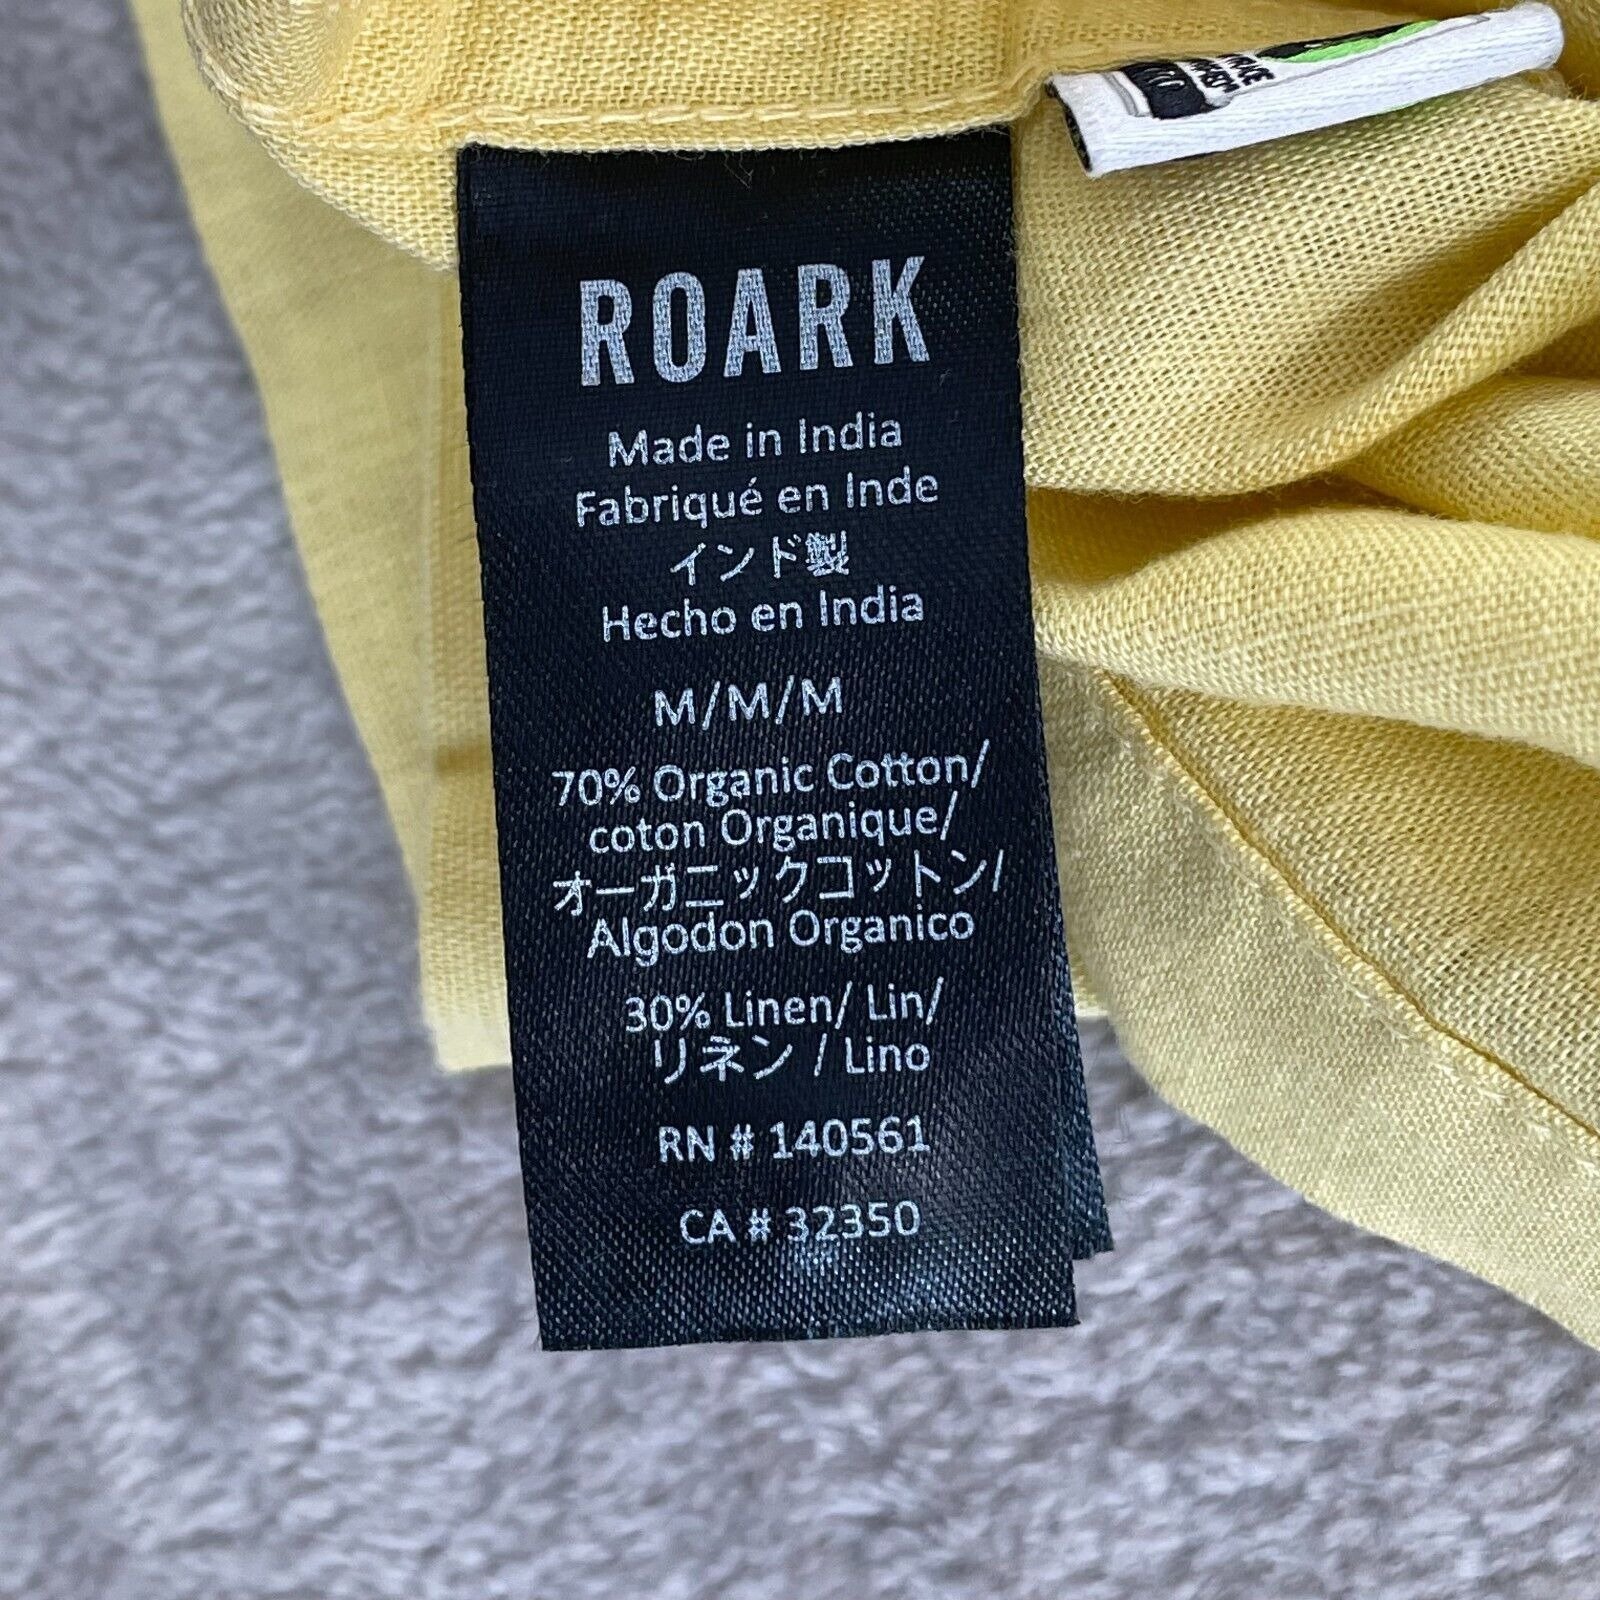 ROARK
Made in India
Fabriqué en Inde
インド製
Hecho en India
M/M/M
70% Organic Cotton/
coton Organique/
オーガニックコットン/
Algodon Organico
30% Linen/ Lin/
リネン / Lino
RN # 140561
CA # 32350